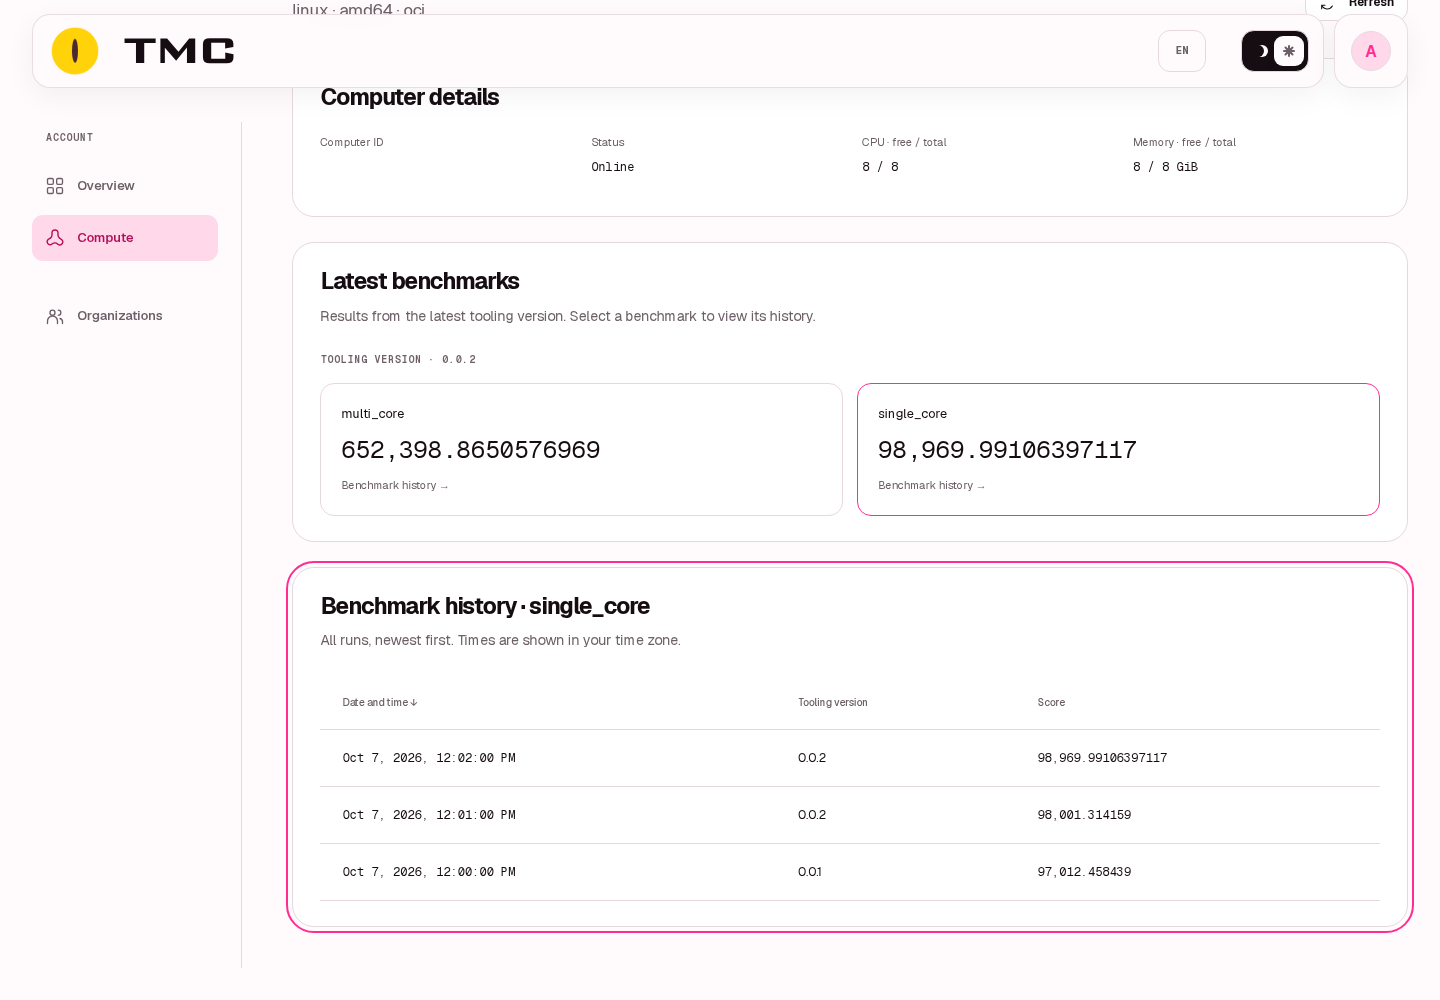 linux · amd64 · oci
Refresh
TMC
EN
A
Computer details
ACCOUNT
Overview
Compute
Organizations
Computer ID
Status
Online
CPU · free / total
8 / 8
Memory · free / total
8 / 8 GiB
Latest benchmarks
Results from the latest tooling version. Select a benchmark to view its history.
TOOLING VERSION · 0.0.2
multi_core
652,398.8650576969
Benchmark history →
single_core
98,969.99106397117
Benchmark history →
Benchmark history · single_core
All runs, newest first. Times are shown in your time zone.
Date and time ↓ Tooling version Score
Oct 7, 2026, 12:02:00 PM 0.0.2 98,969.99106397117
Oct 7, 2026, 12:01:00 PM 0.0.2 98,001.314159
Oct 7, 2026, 12:00:00 PM 0.0.1 97,012.458439